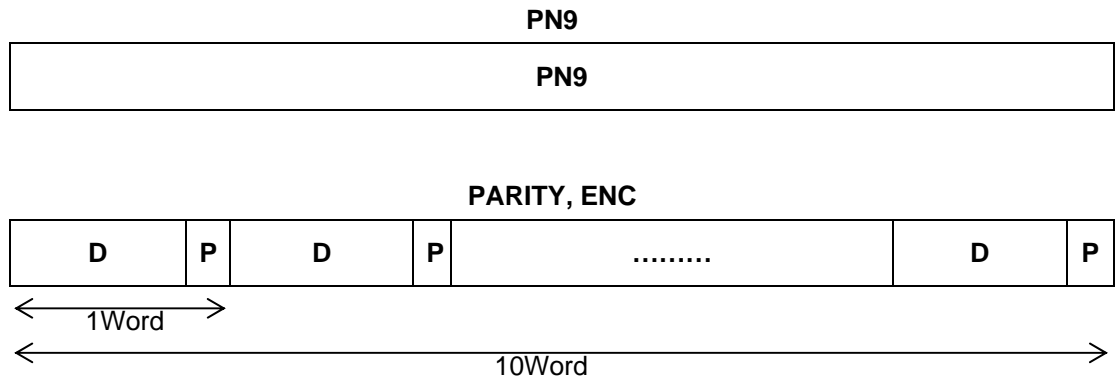 PN9
PN9
PARITY, ENC
D P D P ……… D P
1Word
10Word